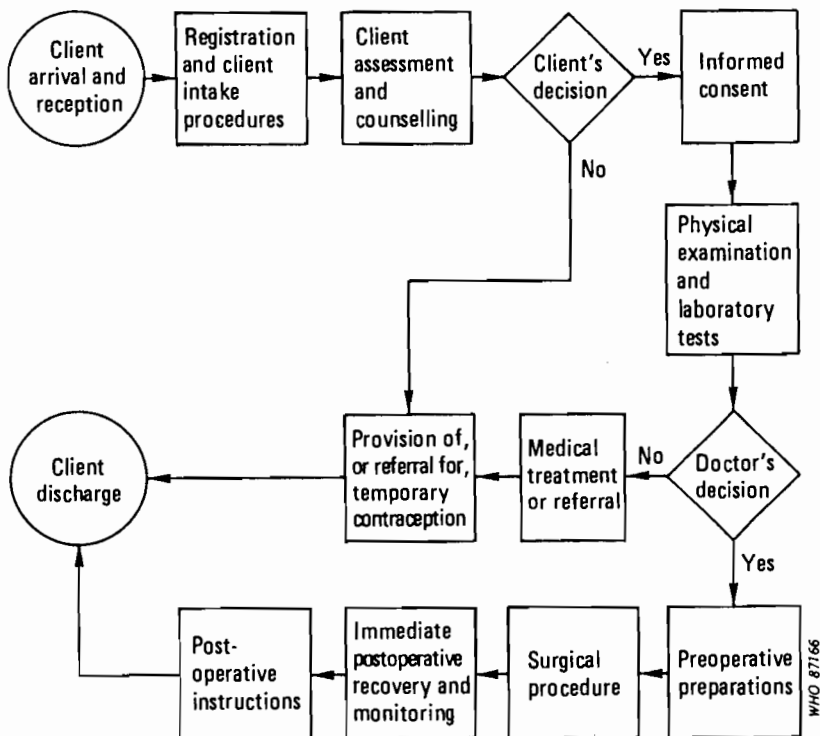 Client
arrival and
reception
Registration
and client
intake
procedures
Client
assessment
and
counselling
Client's
decision
Yes
Informed
consent
No
Physical
examination
and
laboratory
tests
Doctor's
decision
No
Medical
treatment
or referral
Provision of,
or referral for,
temporary
contraception
Client
discharge
Yes
Preoperative
preparations
Surgical
procedure
Immediate
postoperative
recovery and
monitoring
Post-
operative
instructions
WHO 87166